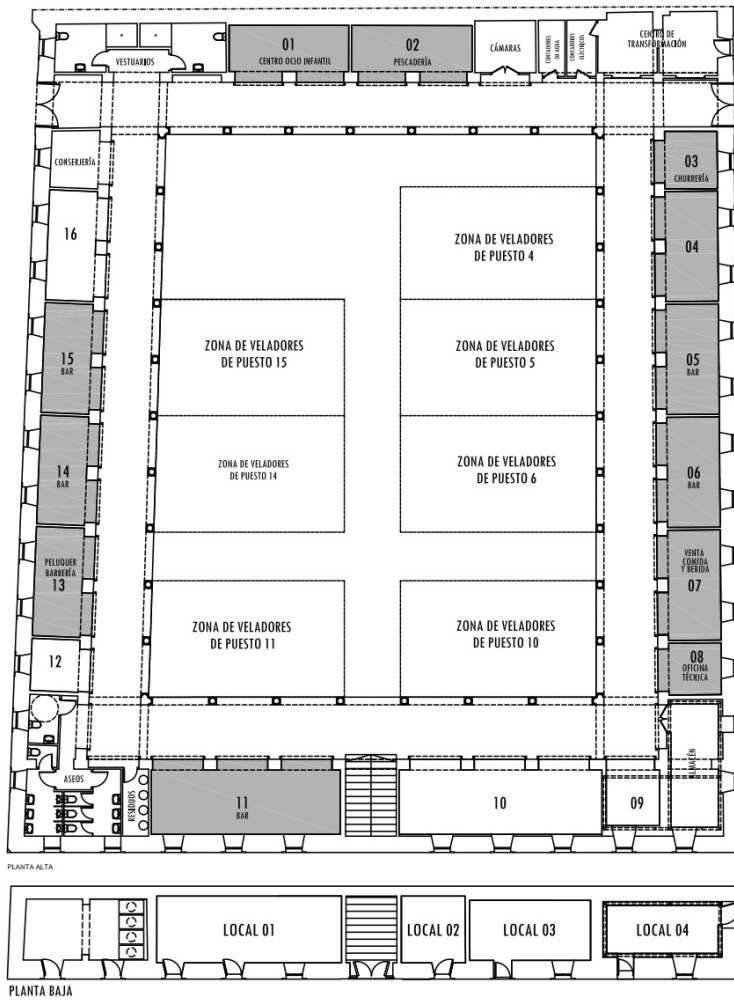 VESTUARIOS
01
CENTRO OCIO INFANTIL
02
PESCADERÍA
CÁMARAS
CONTADORES
DE AGUA
CONTADORES
ELÉCTRICOS
CENTRO DE
TRANSFORMACIÓN
CONSERJERÍA
03
CHURRERÍA
16
ZONA DE VELADORES
DE PUESTO 4
04
15
BAR
ZONA DE VELADORES
DE PUESTO 15
ZONA DE VELADORES
DE PUESTO 5
05
BAR
14
BAR
ZONA DE VELADORES
DE PUESTO 14
ZONA DE VELADORES
DE PUESTO 6
06
BAR
PELUQUER
BARBERÍA
13
VENTA
COMIDA
Y BEBIDA
07
12
ZONA DE VELADORES
DE PUESTO 11
ZONA DE VELADORES
DE PUESTO 10
08
OFICINA
TÉCNICA
ASEOS
RESIDUOS
11
BAR
10
09
ALMACÉN
PLANTA ALTA
LOCAL 01
LOCAL 02
LOCAL 03
LOCAL 04
PLANTA BAJA